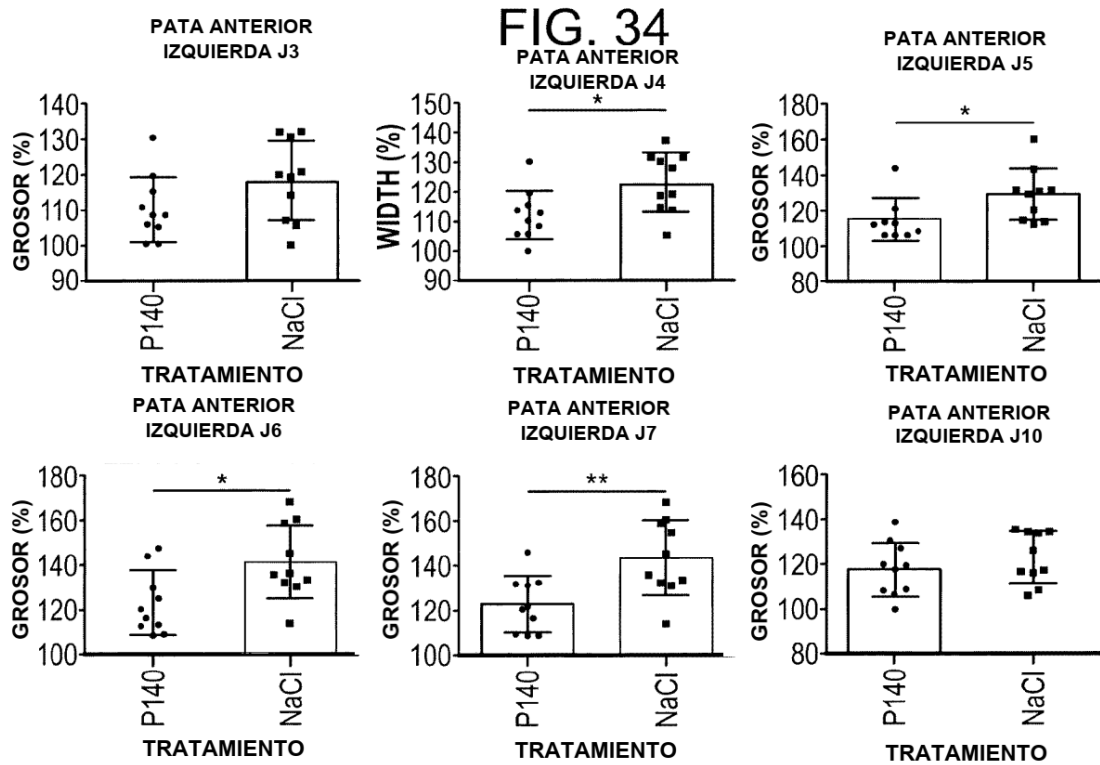 FIG. 34
PATA ANTERIOR
IZQUIERDA J3
GROSOR (%)
140
130
120
110
100
90
P140
NaCl
TRATAMIENTO
PATA ANTERIOR
IZQUIERDA J4
*
WIDTH (%)
150
140
130
120
110
100
90
P140
NaCl
TRATAMIENTO
PATA ANTERIOR
IZQUIERDA J5
*
GROSOR (%)
180
160
140
120
100
80
P140
NaCl
TRATAMIENTO
PATA ANTERIOR
IZQUIERDA J6
*
GROSOR (%)
180
160
140
120
100
P140
NaCl
TRATAMIENTO
PATA ANTERIOR
IZQUIERDA J7
**
GROSOR (%)
180
160
140
120
100
P140
NaCl
TRATAMIENTO
PATA ANTERIOR
IZQUIERDA J10
GROSOR (%)
160
140
120
100
80
P140
NaCl
TRATAMIENTO